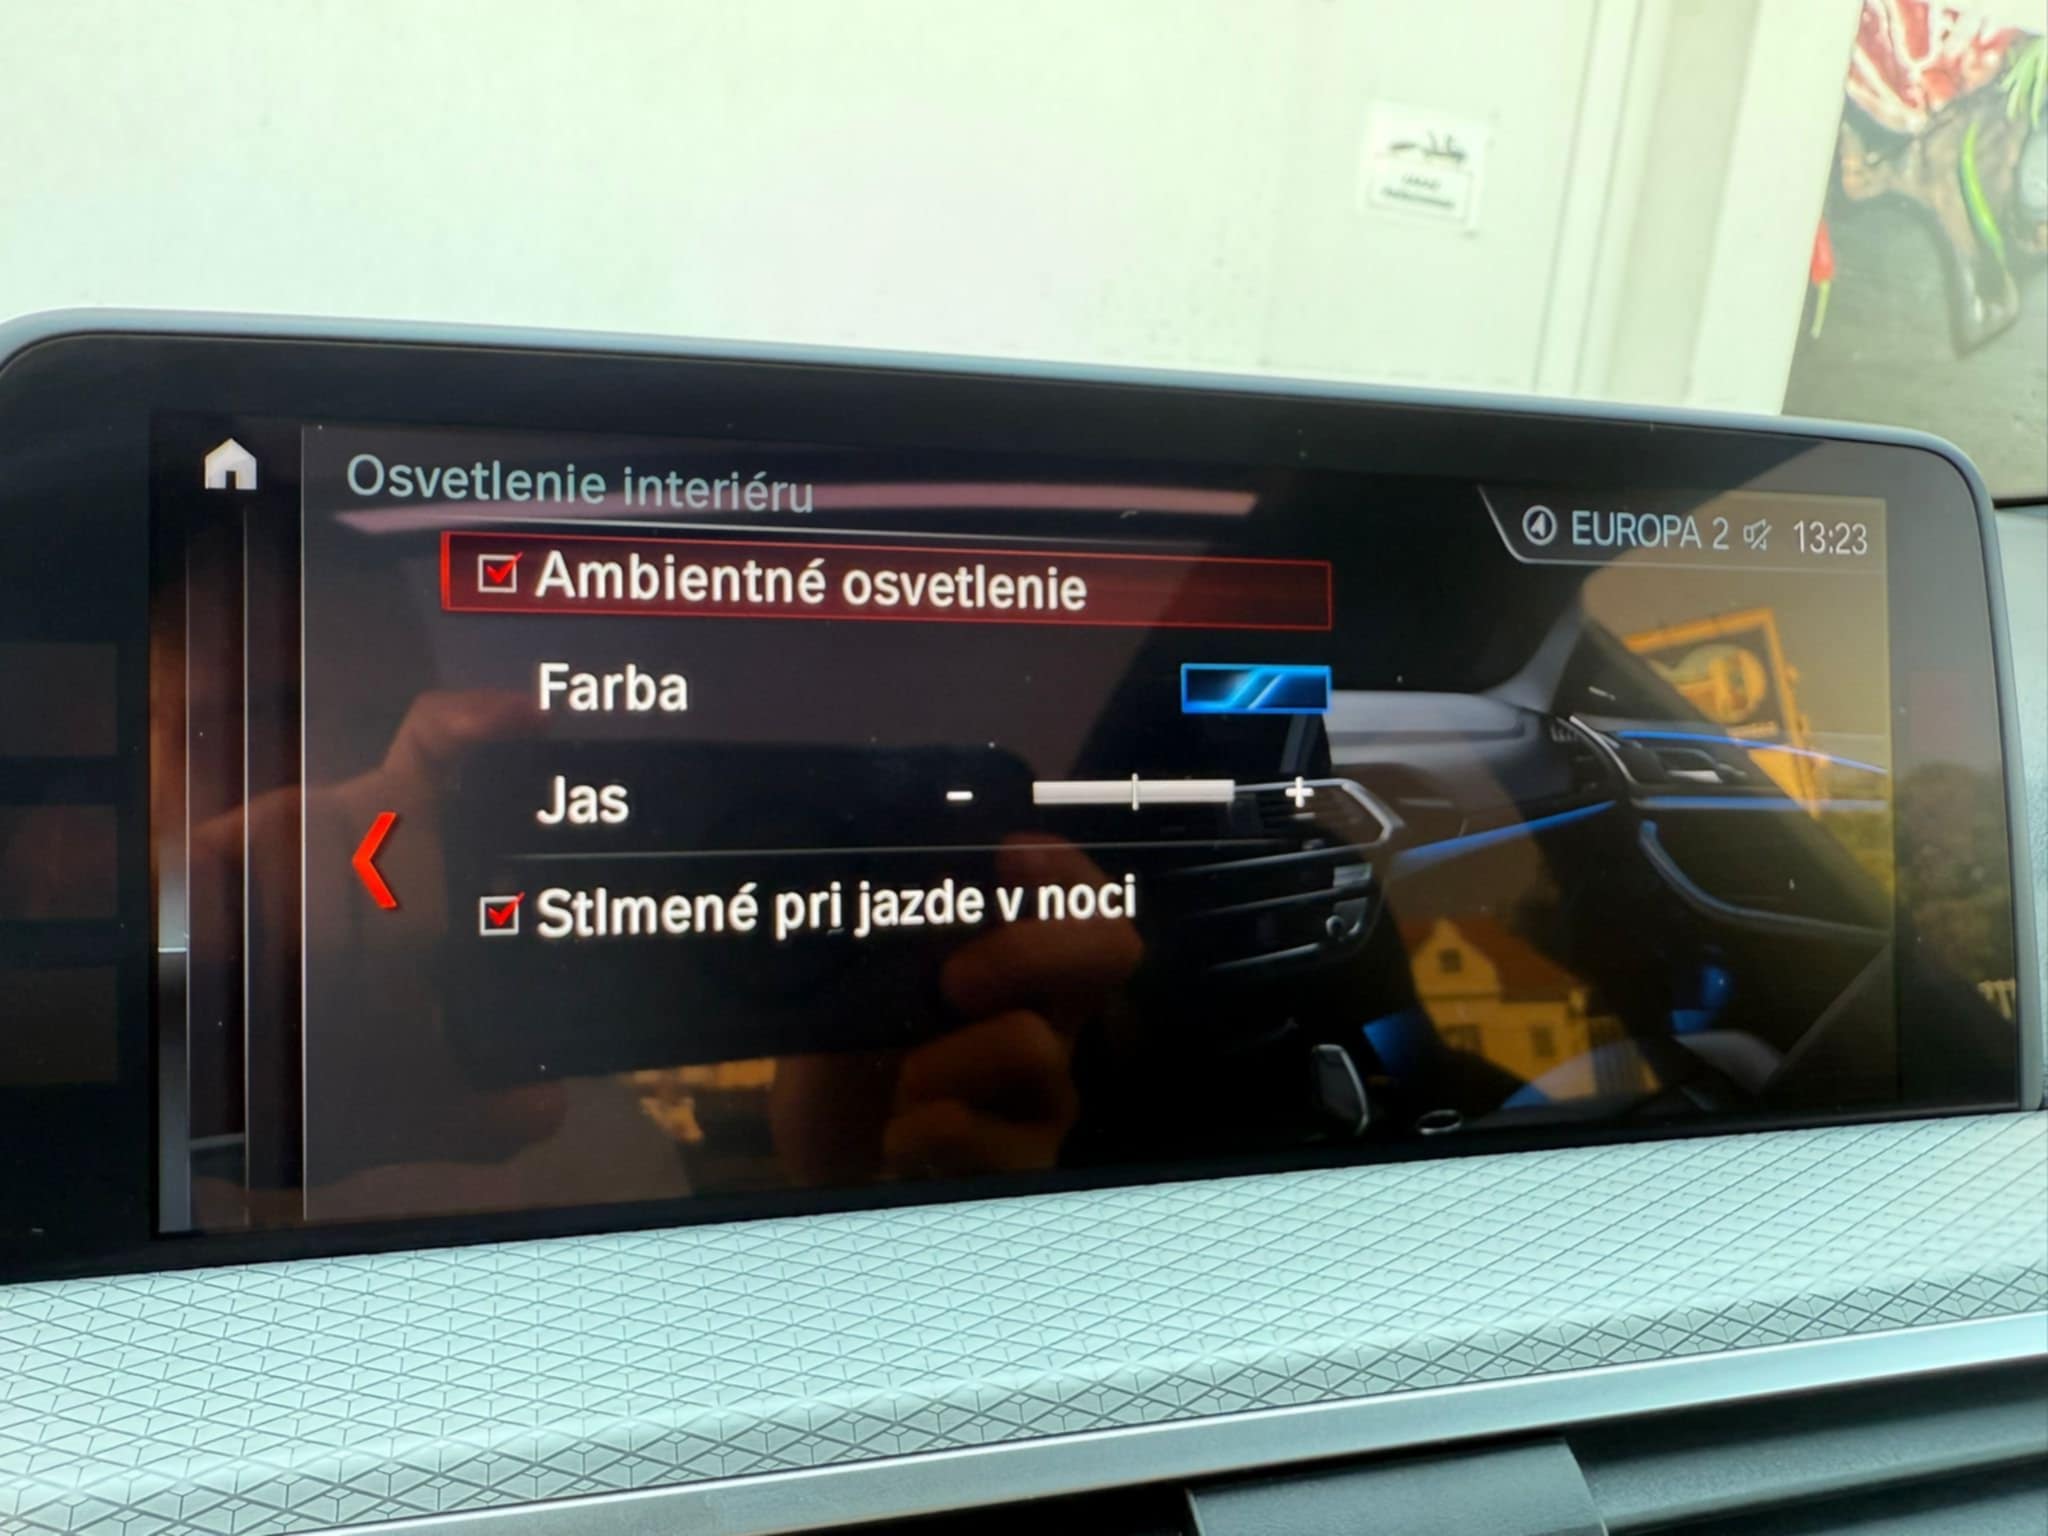 Osvetlenie interiéru
EUROPA 2 13:23
Ambientné osvetlenie
Farba
Jas - +
Stlmené pri jazde v noci